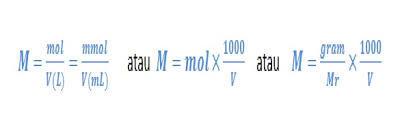 M = mol/V(L) = mmol/V(mL) atau M = mol × 1000/V atau M = gram/Mr × 1000/V